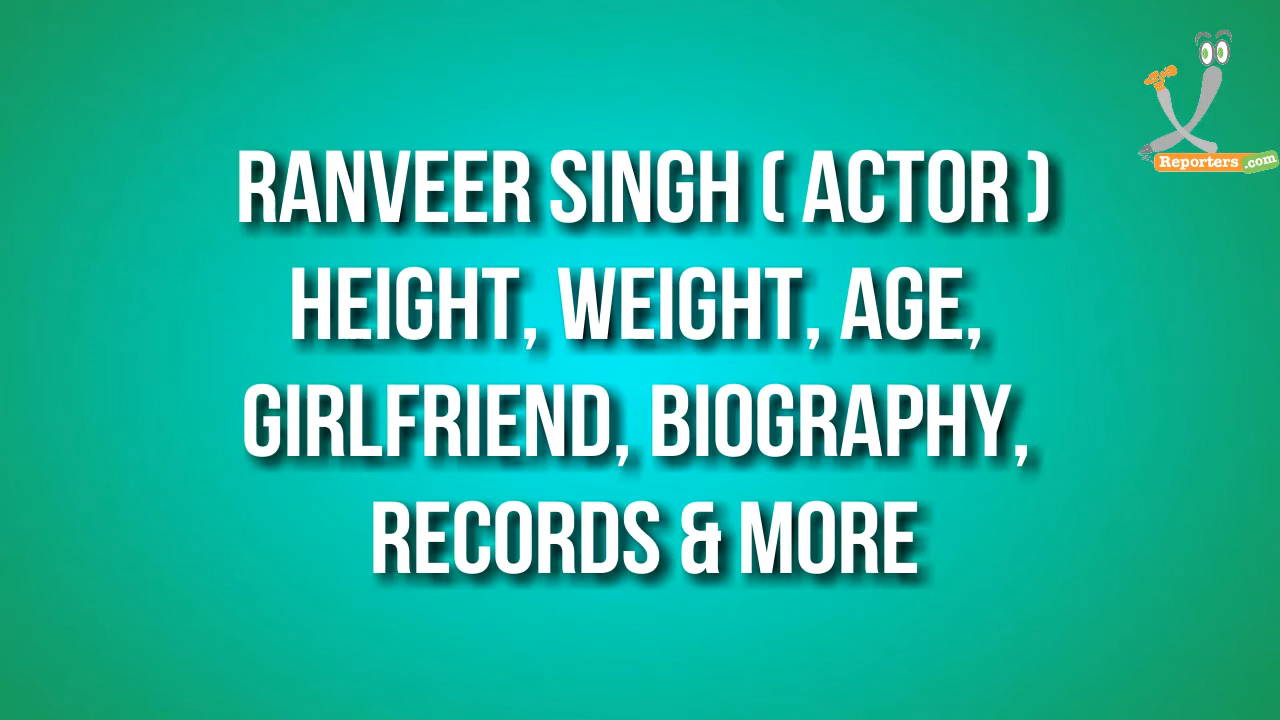 RANVEER SINGH ( ACTOR )
HEIGHT, WEIGHT, AGE,
GIRLFRIEND, BIOGRAPHY,
RECORDS & MORE
Reporters .com